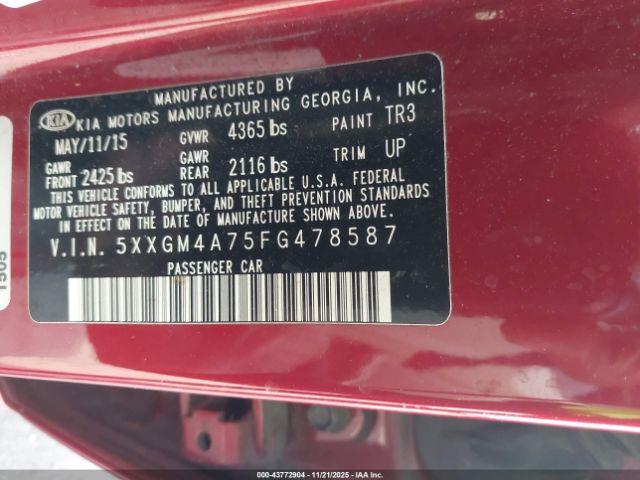 MANUFACTURED BY
KIA KIA MOTORS MANUFACTURING GEORGIA, INC.
MAY/11/15 GVWR 4365 lbs PAINT TR3
GAWR FRONT 2425 lbs GAWR REAR 2116 lbs TRIM UP
THIS VEHICLE CONFORMS TO ALL APPLICABLE U.S.A. FEDERAL
MOTOR VEHICLE SAFETY, BUMPER, AND THEFT PREVENTION STANDARDS
IN EFFECT ON THE DATE OF MANUFACTURE SHOWN ABOVE.
V.I.N. 5XXGM4A75FG478587
PASSENGER CAR
1505
000-43772904 - 11/21/2025 - IAA Inc.